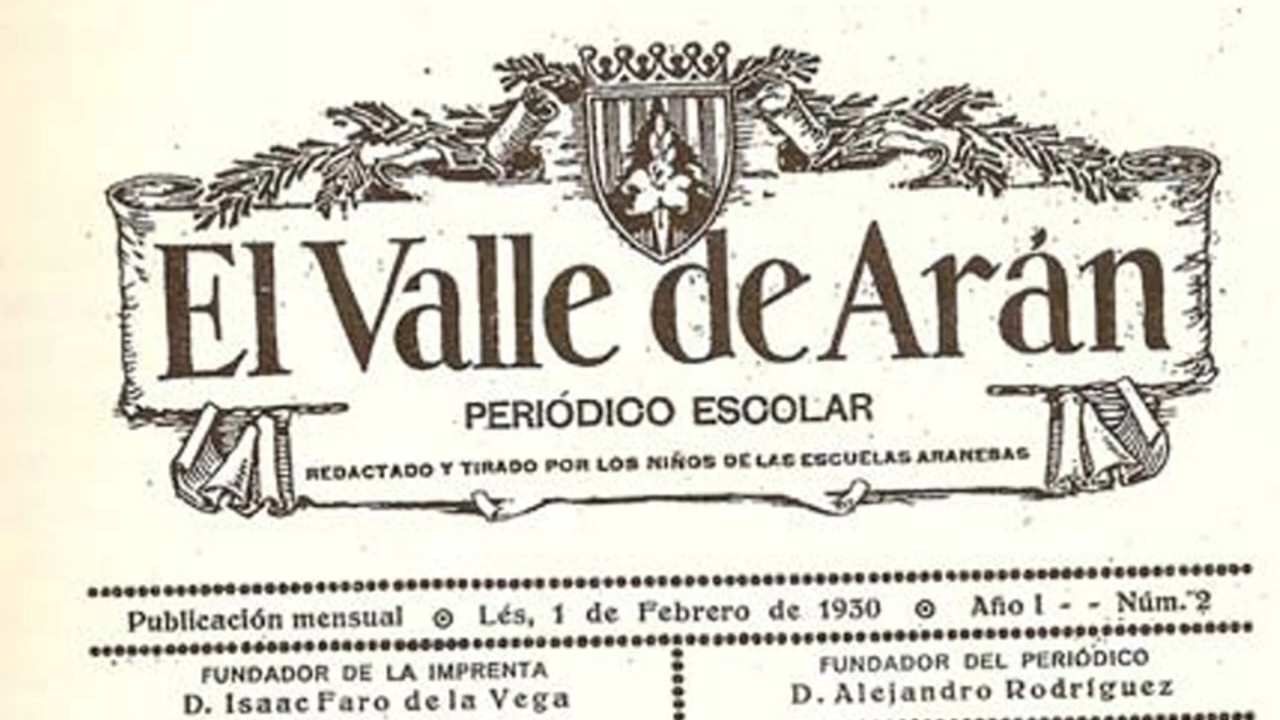 El Valle de Arán
PERIÓDICO ESCOLAR
REDACTADO Y TIRADO POR LOS NIÑOS DE LAS ESCUELAS ARANESAS
Publicación mensual ⊙ Lés, 1 de Febrero de 1930 ⊙ Año I - - Núm. 2
FUNDADOR DE LA IMPRENTA
D. Isaac Faro de la Vega
FUNDADOR DEL PERIÓDICO
D. Alejandro Rodríguez